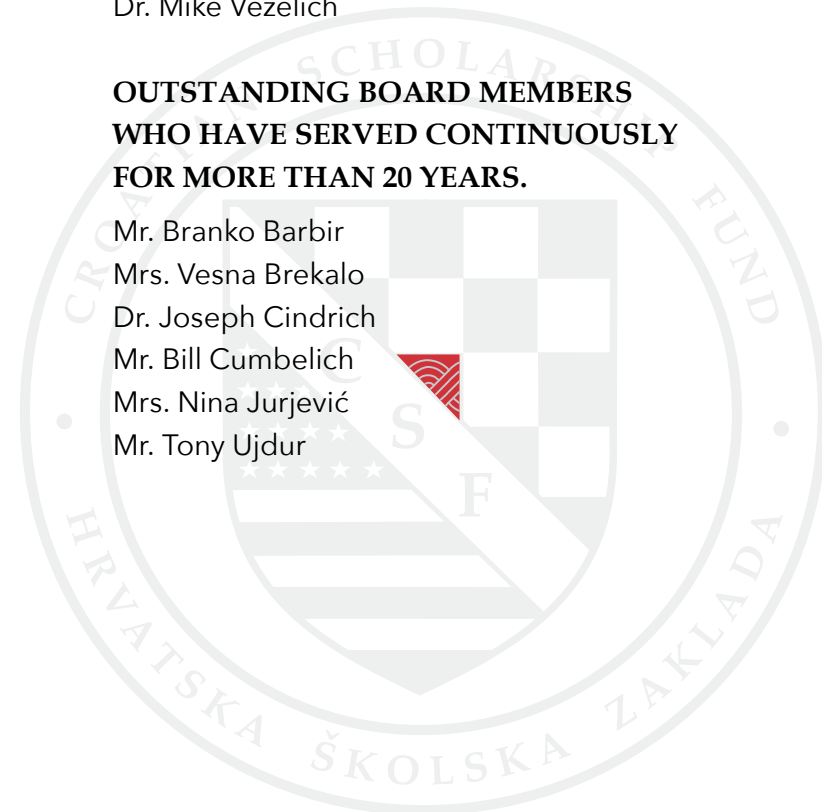 Dr. Mike Vezelich
OUTSTANDING BOARD MEMBERS
WHO HAVE SERVED CONTINUOUSLY
FOR MORE THAN 20 YEARS.
Mr. Branko Barbir
Mrs. Vesna Brekalo
Dr. Joseph Cindrich
Mr. Bill Cumbelich
Mrs. Nina Jurjević
Mr. Tony Ujdur
CROATIAN SCHOLARSHIP FUND
C
S
F
HRVATSKA ŠKOLSKA ZAKLADA